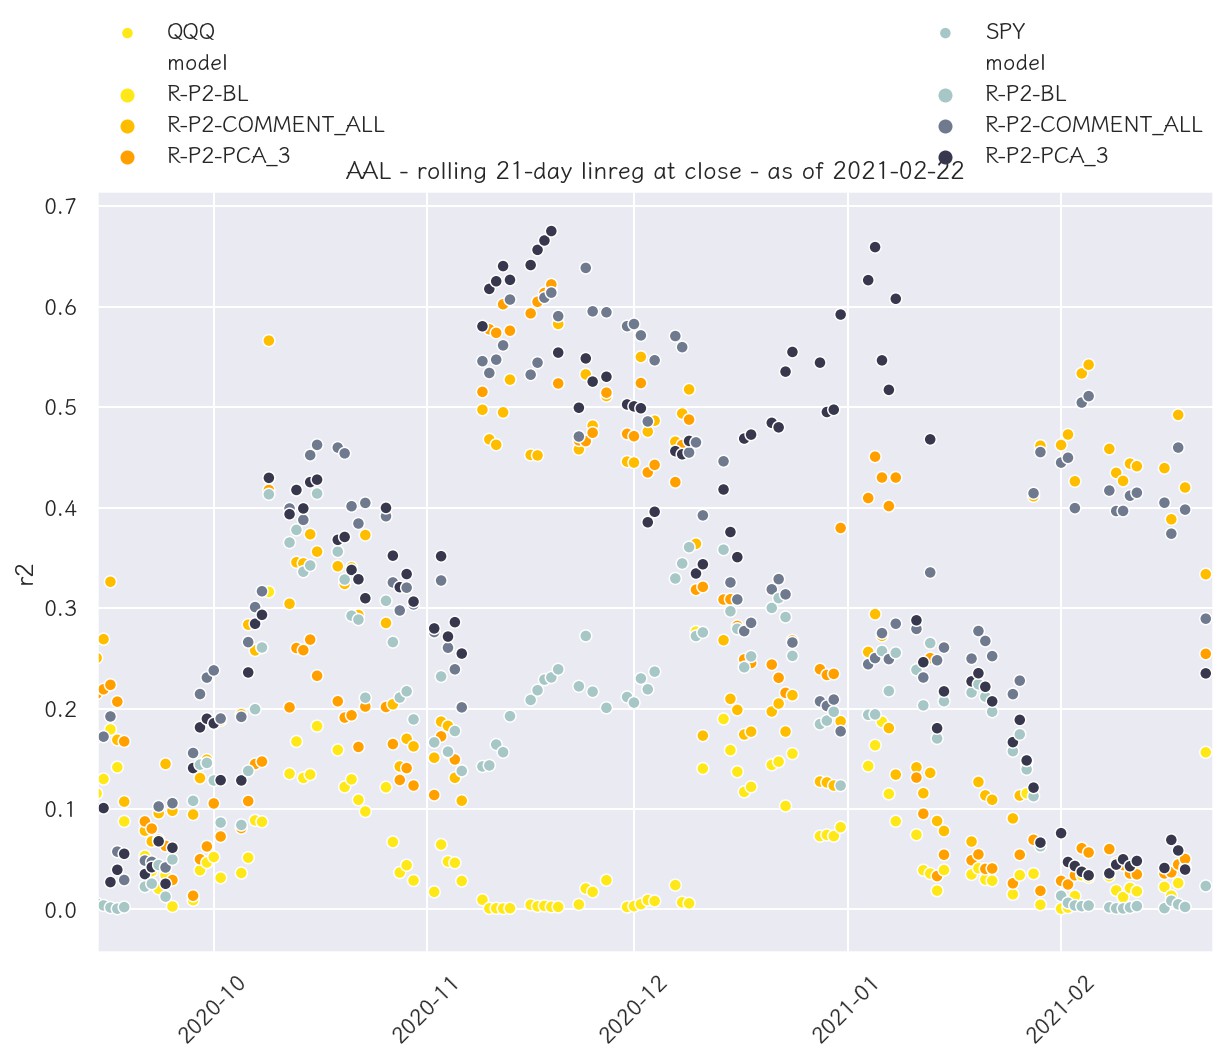 QQQ
model
R-P2-BL
R-P2-COMMENT_ALL
R-P2-PCA_3
SPY
model
R-P2-BL
R-P2-COMMENT_ALL
R-P2-PCA_3
AAL - rolling 21-day linreg at close - as of 2021-02-22
0.7
0.6
0.5
0.4
0.3
0.2
0.1
0.0
r2
2020-10
2020-11
2020-12
2021-01
2021-02